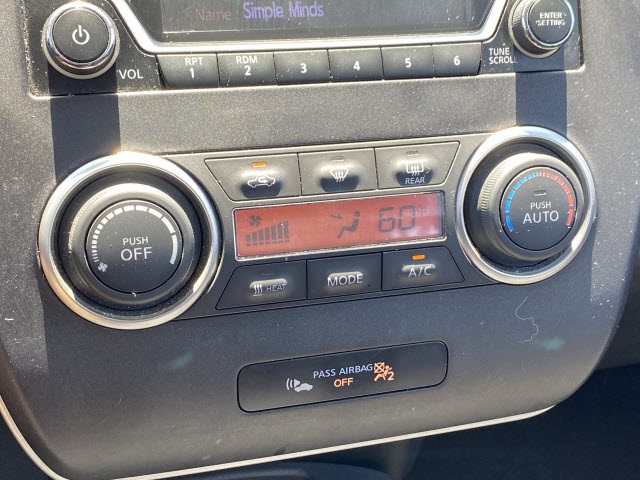 Name : Simple Minds
ENTER
SETTING
VOL
RPT
1
RDM
2
3
4
5
6
TUNE
SCROLL
REAR
PUSH
OFF
60°F
PUSH
AUTO
HEAT
MODE
A/C
PASS AIRBAG
OFF
2